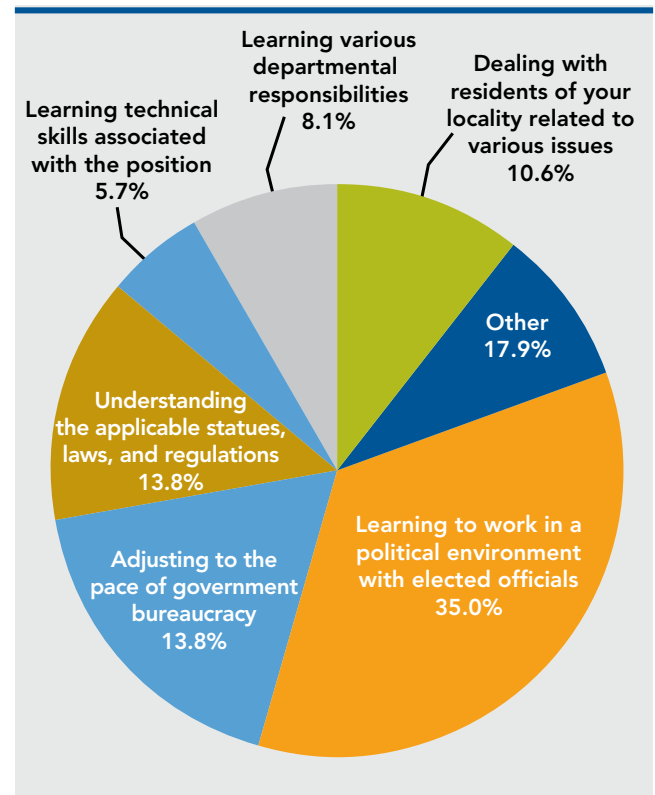 Learning various
departmental
responsibilities
8.1%
Dealing with
residents of your
locality related to
various issues
10.6%
Learning technical
skills associated
with the position
5.7%
Other
17.9%
Understanding
the applicable statues,
laws, and regulations
13.8%
Learning to work in a
political environment
with elected officials
35.0%
Adjusting to the
pace of government
bureaucracy
13.8%